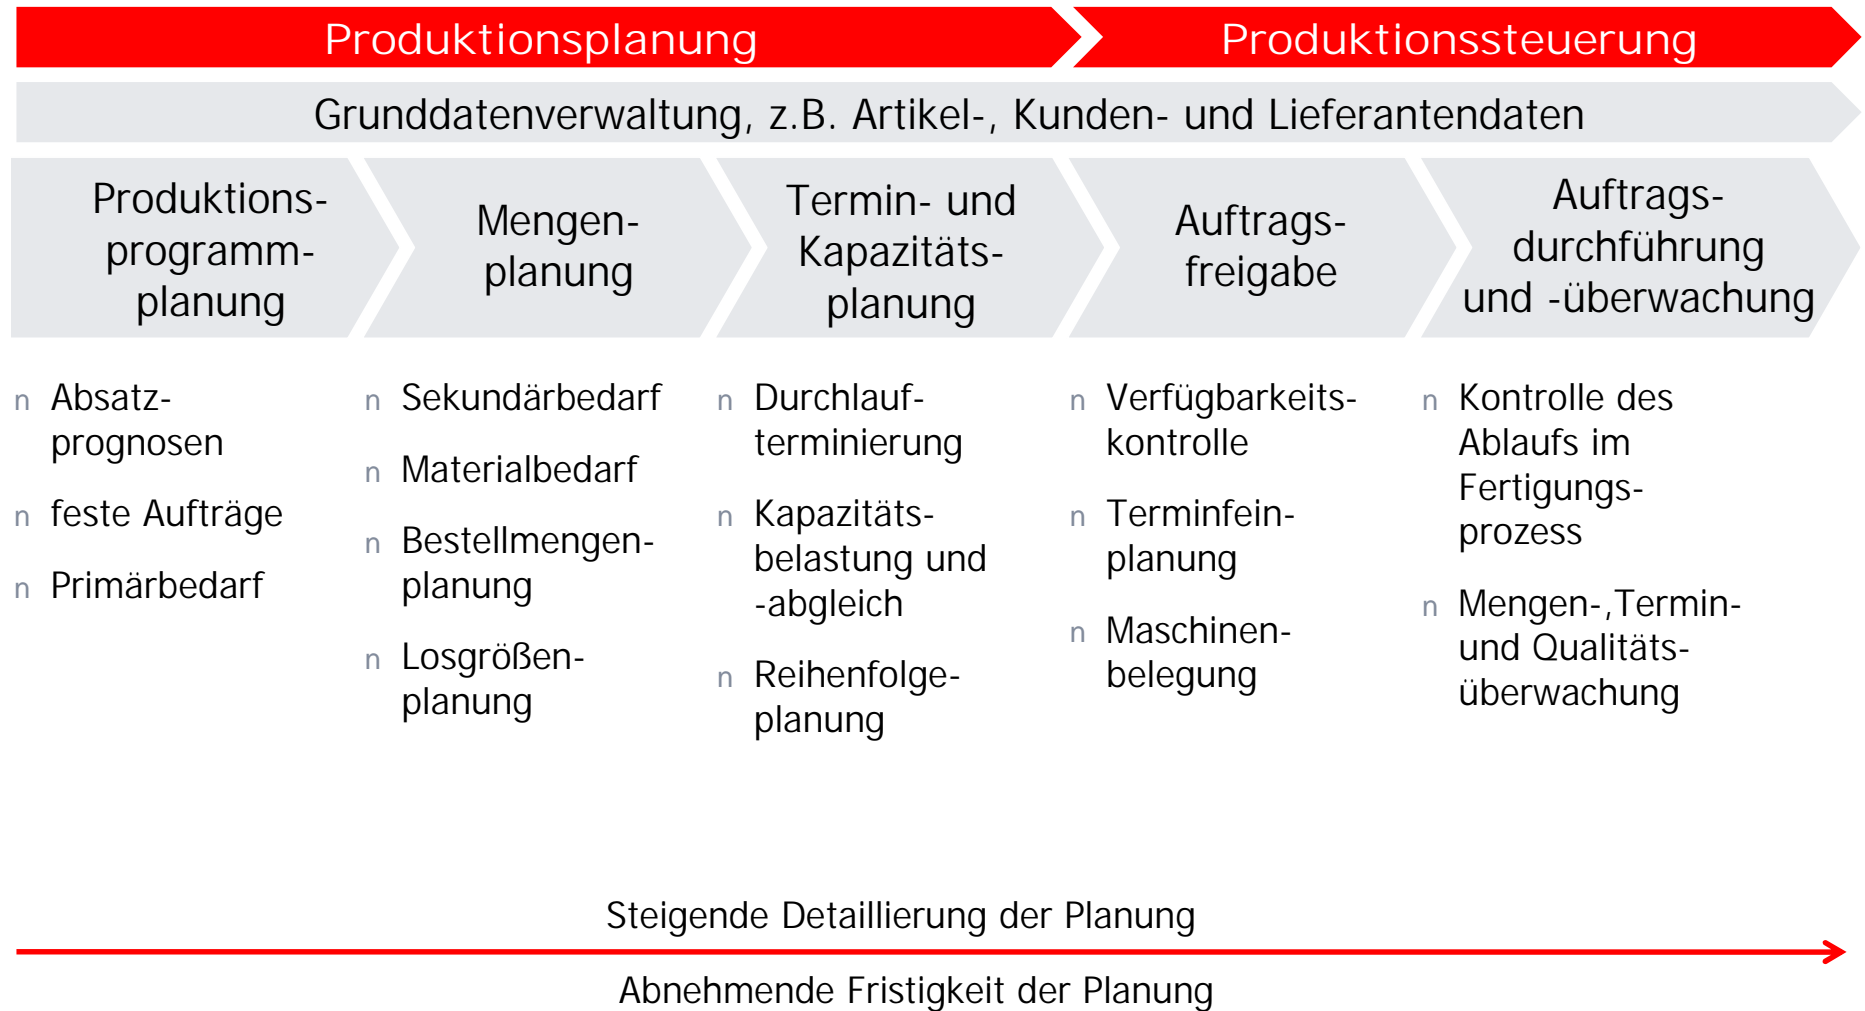 Produktionsplanung
Produktionssteuerung
Grunddatenverwaltung, z.B. Artikel-, Kunden- und Lieferantendaten
Produktions-
programm-
planung
Mengen-
planung
Termin- und
Kapazitäts-
planung
Auftrags-
freigabe
Auftrags-
durchführung
und -überwachung
n Absatz-
prognosen
n feste Aufträge
n Primärbedarf
n Sekundärbedarf
n Materialbedarf
n Bestellmengen-
planung
n Losgrößen-
planung
n Durchlauf-
terminierung
n Kapazitäts-
belastung und
-abgleich
n Reihenfolge-
planung
n Verfügbarkeits-
kontrolle
n Terminfein-
planung
n Maschinen-
belegung
n Kontrolle des
Ablaufs im
Fertigungs-
prozess
n Mengen-,Termin-
und Qualitäts-
überwachung
Steigende Detaillierung der Planung
Abnehmende Fristigkeit der Planung